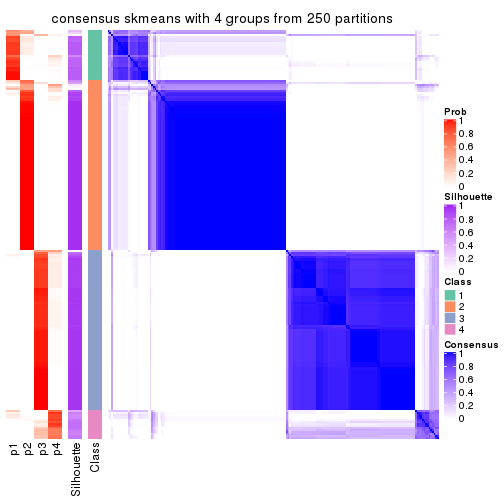 consensus skmeans with 4 groups from 250 partitions
Prob
1
0.8
0.6
0.4
0.2
0
Silhouette
1
0.8
0.6
0.4
0.2
0
Class
1
2
3
4
Consensus
1
0.8
0.6
0.4
0.2
0
p1
p2
p3
p4
Silhouette
Class